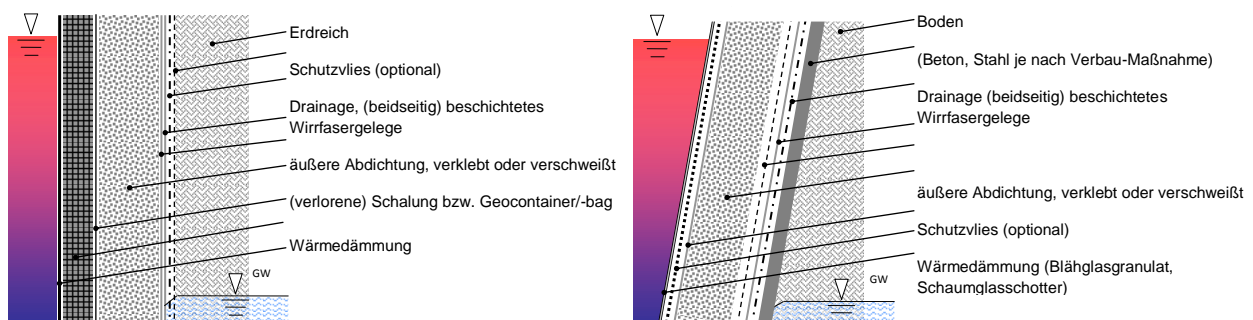 Erdreich
Schutzvlies (optional)
Drainage, (beidseitig) beschichtetes
Wirrfasergelege
äußere Abdichtung, verklebt oder verschweißt
(verlorene) Schalung bzw. Geocontainer/-bag
Wärmedämmung
GW
Boden
(Beton, Stahl je nach Verbau-Maßnahme)
Drainage (beidseitig) beschichtetes
Wirrfasergelege
äußere Abdichtung, verklebt oder verschweißt
Schutzvlies (optional)
Wärmedämmung (Blähglasgranulat,
Schaumglasschotter)
GW